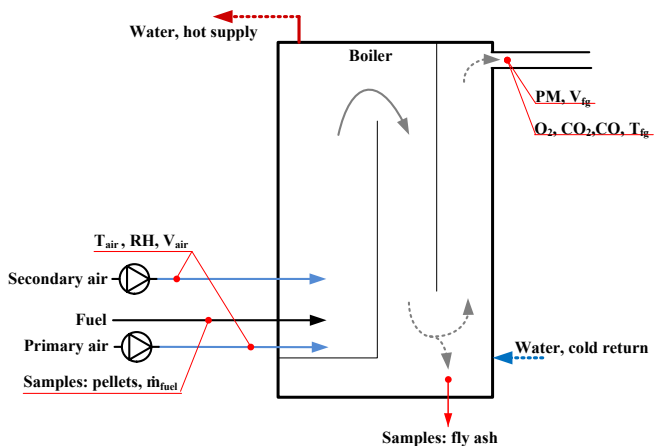 Water, hot supply
Boiler
PM, Vfg
O₂, CO₂,CO, Tfg
Tair , RH, Vair
Secondary air
Fuel
Primary air
Water, cold return
Samples: pellets, ṁfuel
Samples: fly ash